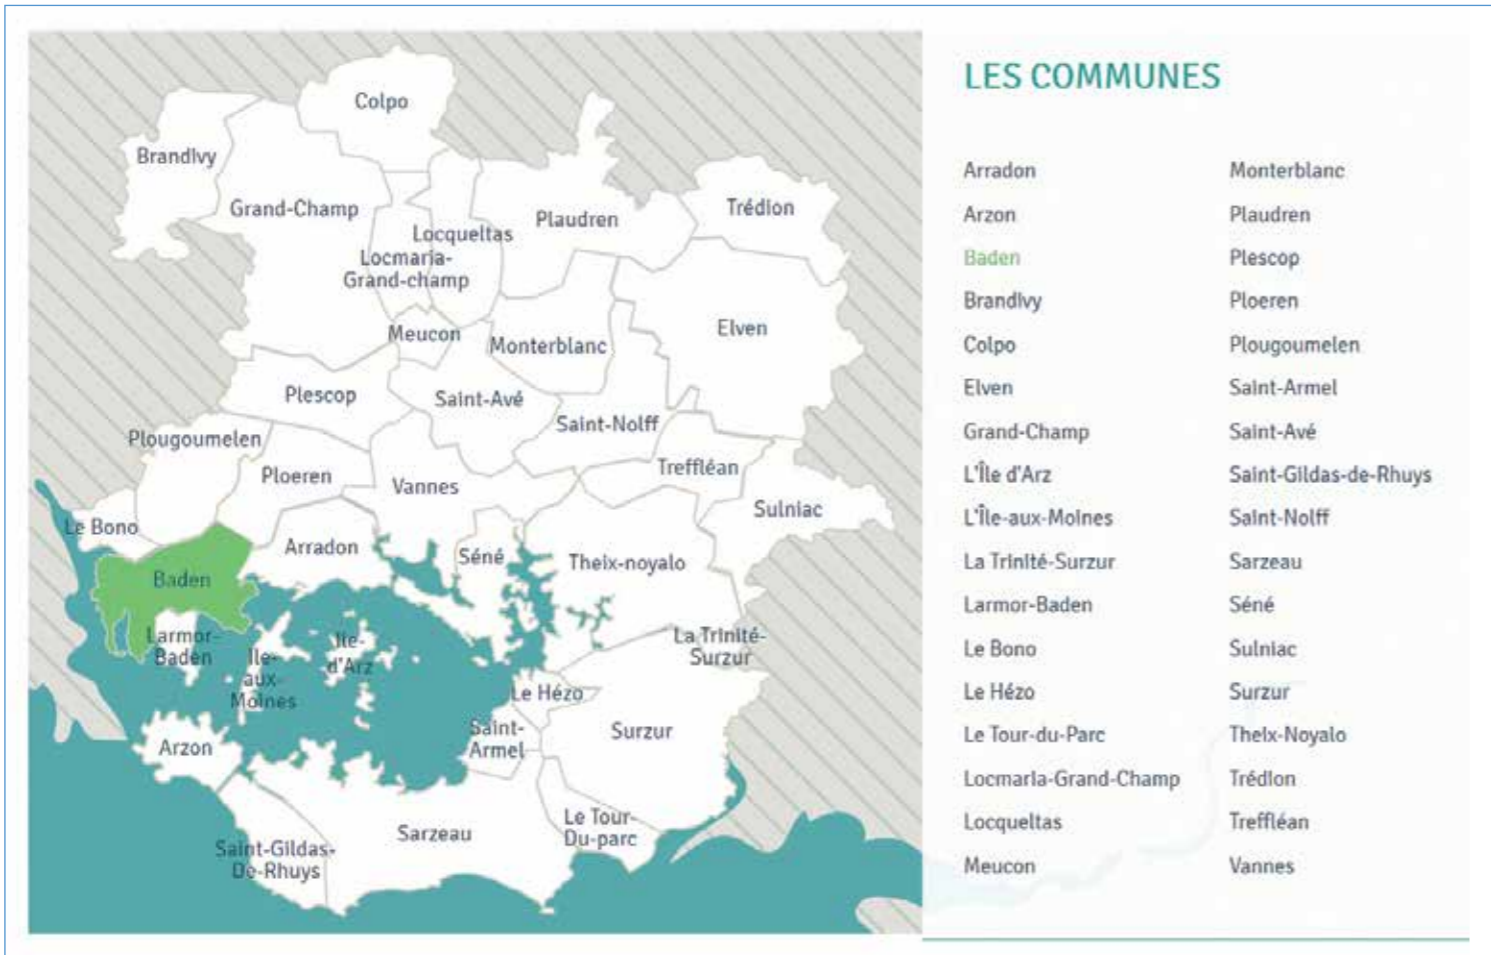 Colpo
Brandivy
Grand-Champ
Trédion
Plaudren
Locqueltas
Locmaria-
Grand-champ
Elven
Meucon
Monterblanc
Plescop
Saint-Avé
Saint-Nolff
Plougoumelen
Treffléan
Ploeren
Vannes
Sulniac
Le Bono
Arradon
Séné
Theix-noyalo
Baden
Larmor-
Baden
Ile-
aux-
Moines
Ile-
d'Arz
La Trinité-
Surzur
Le Hézo
Saint-
Armel
Surzur
Arzon
Le Tour-
Du-parc
Sarzeau
Saint-Gildas-
De-Rhuys
LES COMMUNES
Arradon
Arzon
Baden
Brandivy
Colpo
Elven
Grand-Champ
L'Île d'Arz
L'Île-aux-Moines
La Trinité-Surzur
Larmor-Baden
Le Bono
Le Hézo
Le Tour-du-Parc
Locmaria-Grand-Champ
Locqueltas
Meucon
Monterblanc
Plaudren
Plescop
Ploeren
Plougoumelen
Saint-Armel
Saint-Avé
Saint-Gildas-de-Rhuys
Saint-Nolff
Sarzeau
Séné
Sulniac
Surzur
Theix-Noyalo
Trédion
Treffléan
Vannes